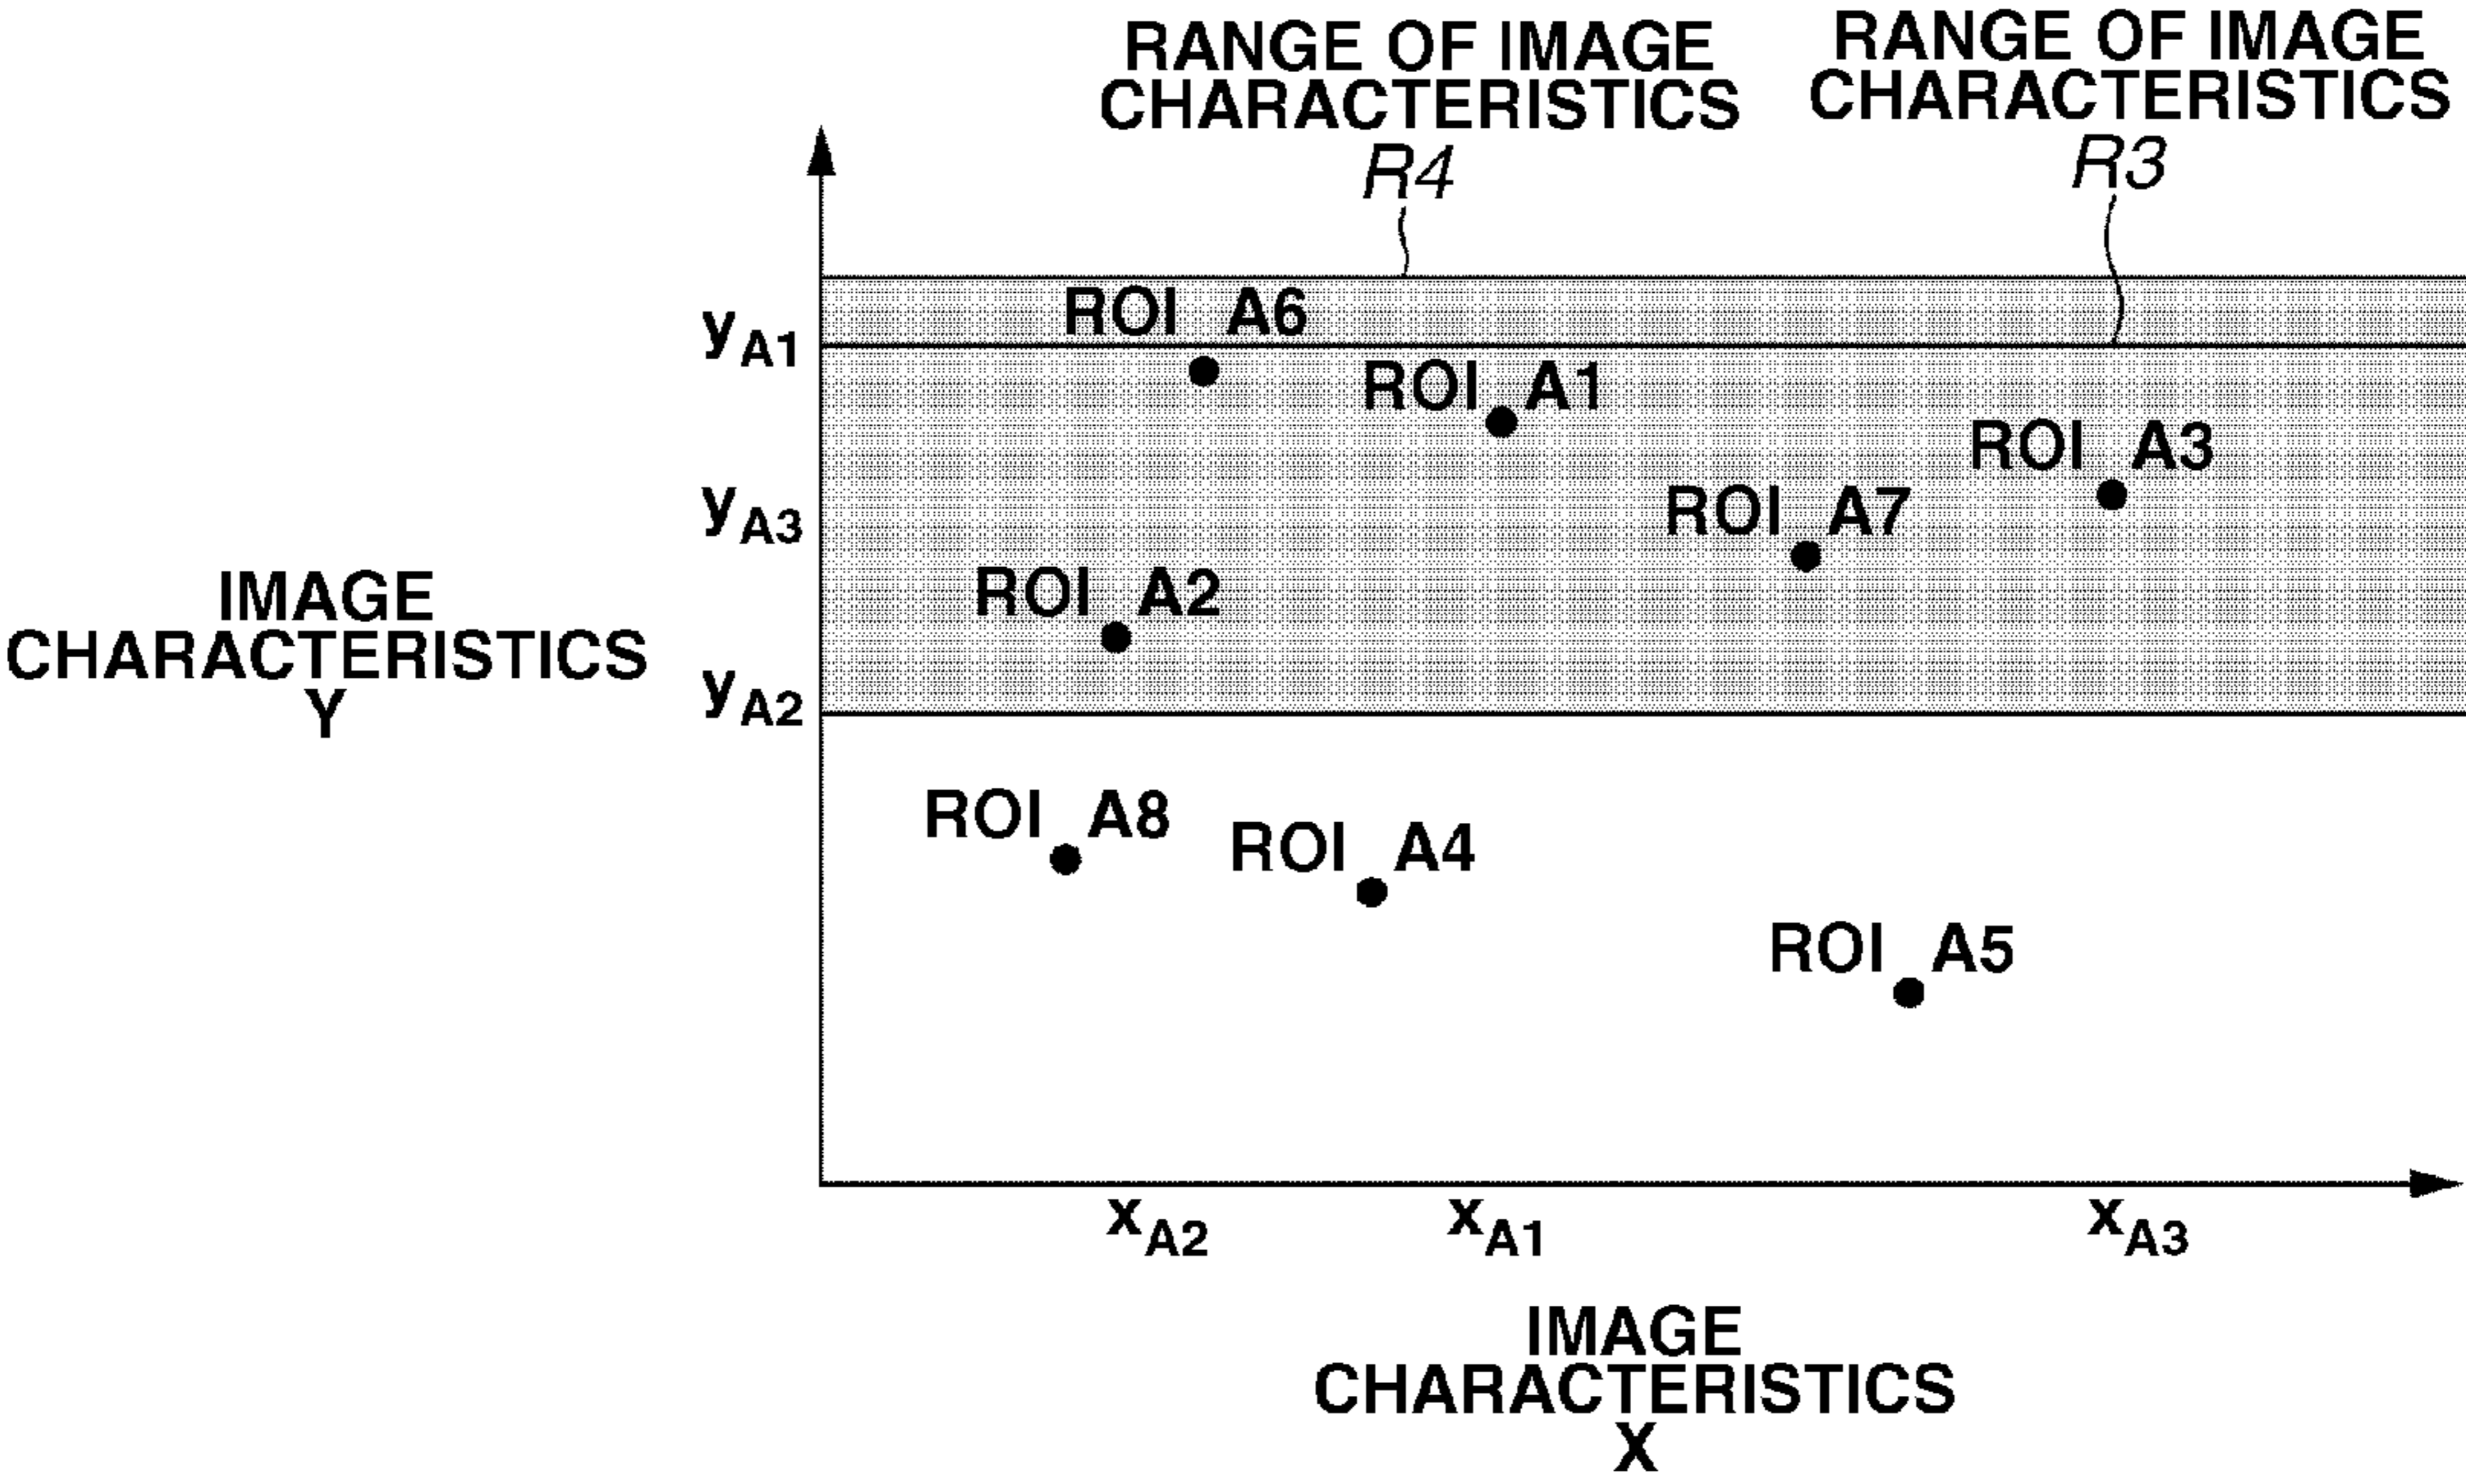 RANGE OF IMAGE
CHARACTERISTICS
R4
RANGE OF IMAGE
CHARACTERISTICS
R3
ROI A6
yA1
ROI A1
ROI A3
yA3
ROI A7
ROI A2
IMAGE
CHARACTERISTICS
Y
yA2
ROI A8
ROI A4
ROI A5
xA2
xA1
xA3
IMAGE
CHARACTERISTICS
X